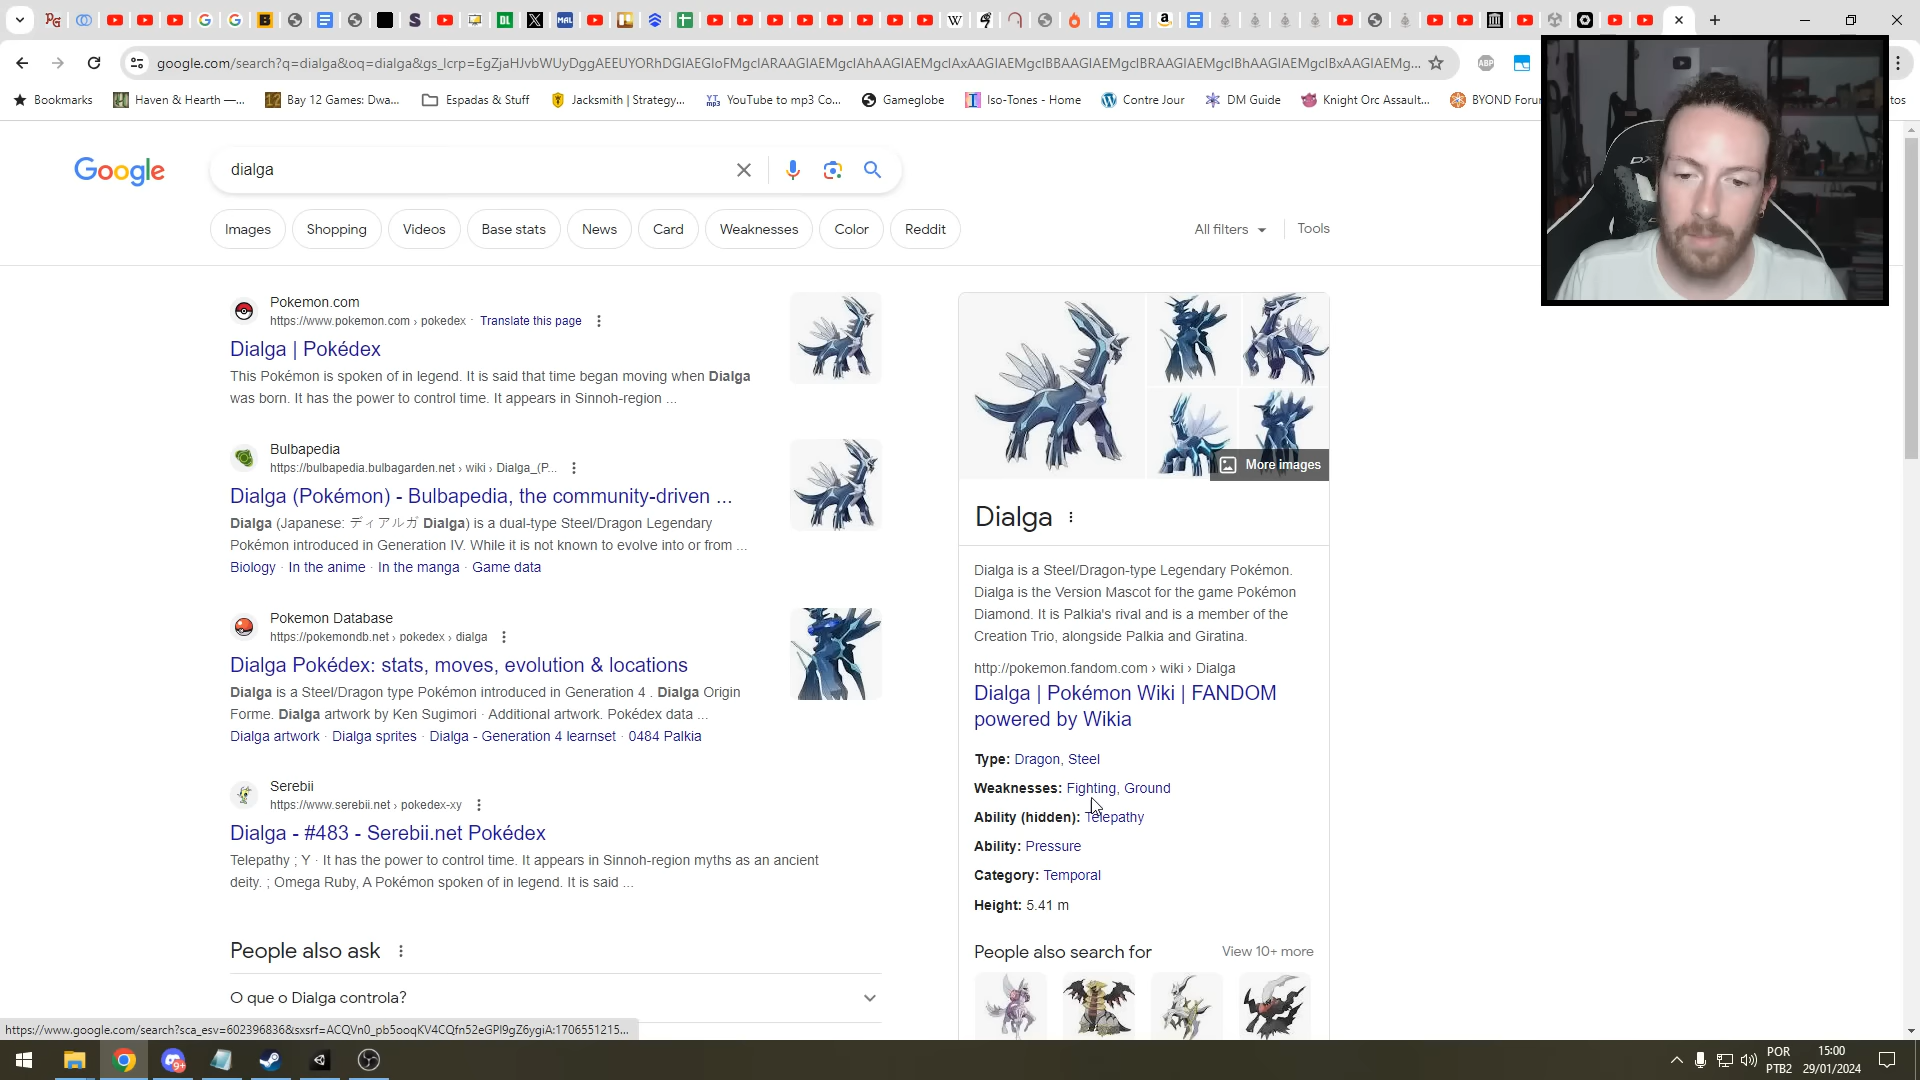 google.com/search?q=dialga&oq=dialga&gs_lcrp=EgZjaHJvbWUyDggAEEUYORhDGIAEGIoFMgcIARAAGIAEMgcIAhAAGIAEMgcIAxAAGIAEMgcIBBAAGIAEMgcIBRAAGIAEMgcIBhAAGIAEMgcIBxAAGIAEMg...
Bookmarks
Haven & Hearth —...
Bay 12 Games: Dwa...
Espadas & Stuff
Jacksmith | Strategy...
YouTube to mp3 Co...
Gameglobe
Iso-Tones - Home
Contre Jour
DM Guide
Knight Orc Assault...
BYOND Foru
tos
Google
dialga
Images
Shopping
Videos
Base stats
News
Card
Weaknesses
Color
Reddit
All filters
Tools
Pokemon.com
https://www.pokemon.com › pokedex · Translate this page
Dialga | Pokédex
This Pokémon is spoken of in legend. It is said that time began moving when Dialga
was born. It has the power to control time. It appears in Sinnoh-region ...
Bulbapedia
https://bulbapedia.bulbagarden.net › wiki › Dialga_(P...
Dialga (Pokémon) - Bulbapedia, the community-driven ...
Dialga (Japanese: ディアルガ Dialga) is a dual-type Steel/Dragon Legendary
Pokémon introduced in Generation IV. While it is not known to evolve into or from ...
Biology · In the anime · In the manga · Game data
Pokemon Database
https://pokemondb.net › pokedex › dialga
Dialga Pokédex: stats, moves, evolution & locations
Dialga is a Steel/Dragon type Pokémon introduced in Generation 4 . Dialga Origin
Forme. Dialga artwork by Ken Sugimori · Additional artwork. Pokédex data ...
Dialga artwork · Dialga sprites · Dialga - Generation 4 learnset · 0484 Palkia
Serebii
https://www.serebii.net › pokedex-xy
Dialga - #483 - Serebii.net Pokédex
Telepathy ; Y · It has the power to control time. It appears in Sinnoh-region myths as an ancient
deity. ; Omega Ruby, A Pokémon spoken of in legend. It is said ...
People also ask
O que o Dialga controla?
More images
Dialga
Dialga is a Steel/Dragon-type Legendary Pokémon.
Dialga is the Version Mascot for the game Pokémon
Diamond. It is Palkia's rival and is a member of the
Creation Trio, alongside Palkia and Giratina.
http://pokemon.fandom.com › wiki › Dialga
Dialga | Pokémon Wiki | FANDOM
powered by Wikia
Type: Dragon, Steel
Weaknesses: Fighting, Ground
Ability (hidden): Telepathy
Ability: Pressure
Category: Temporal
Height: 5.41 m
People also search for
View 10+ more
https://www.google.com/search?sca_esv=602396836&sxsrf=ACQVn0_pb5ooqKV4CQfn52eGPl9gZ6ygiA:1706551215...
POR
PTB2
15:00
29/01/2024